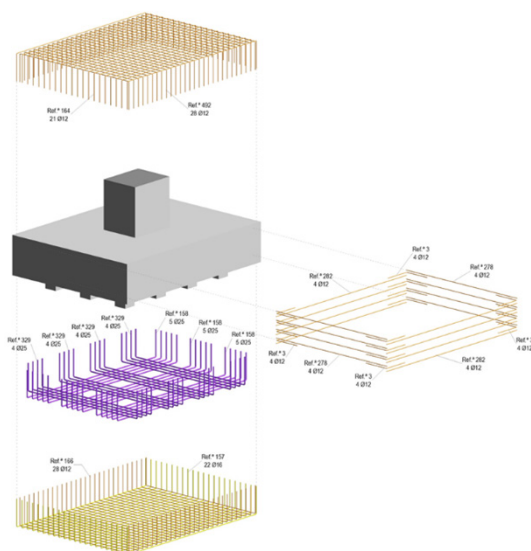 Ref.ª 164
21 Ø12
Ref.ª 492
28 Ø12
Ref.ª 3
4 Ø12
Ref.ª 282
4 Ø12
Ref.ª 278
4 Ø12
Ref.ª 329
4 Ø25
Ref.ª 329
4 Ø25
Ref.ª 329
4 Ø25
Ref.ª 329
4 Ø25
Ref.ª 158
5 Ø25
Ref.ª 158
5 Ø25
Ref.ª 158
5 Ø25
Ref.ª 3
4 Ø12
Ref.ª 278
4 Ø12
Ref.ª 3
4 Ø12
Ref.ª 282
4 Ø12
4 Ø12
Ref.ª 166
28 Ø12
Ref.ª 157
22 Ø16